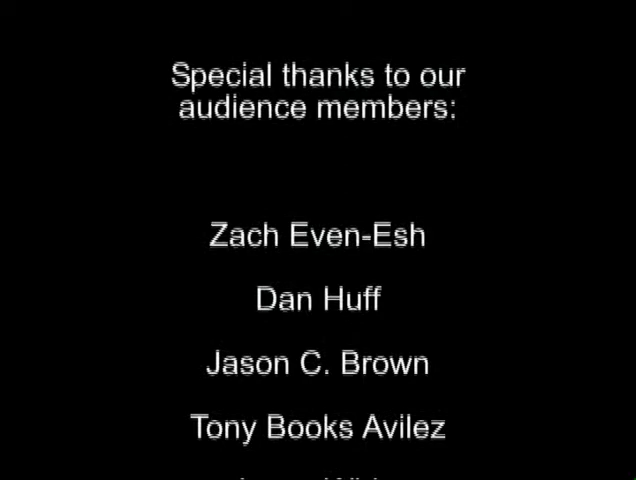 Special thanks to our
audience members:
Zach Even-Esh
Dan Huff
Jason C. Brown
Tony Books Avilez